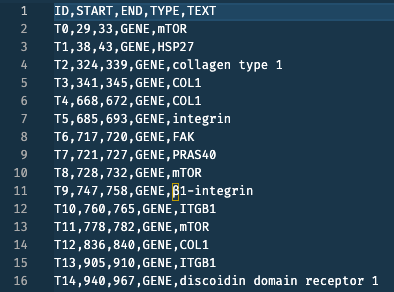 1 ID,START,END,TYPE,TEXT
2 T0,29,33,GENE,mTOR
3 T1,38,43,GENE,HSP27
4 T2,324,339,GENE,collagen type 1
5 T3,341,345,GENE,COL1
6 T4,668,672,GENE,COL1
7 T5,685,693,GENE,integrin
8 T6,717,720,GENE,FAK
9 T7,721,727,GENE,PRAS40
10 T8,728,732,GENE,mTOR
11 T9,747,758,GENE,β1-integrin
12 T10,760,765,GENE,ITGB1
13 T11,778,782,GENE,mTOR
14 T12,836,840,GENE,COL1
15 T13,905,910,GENE,ITGB1
16 T14,940,967,GENE,discoidin domain receptor 1